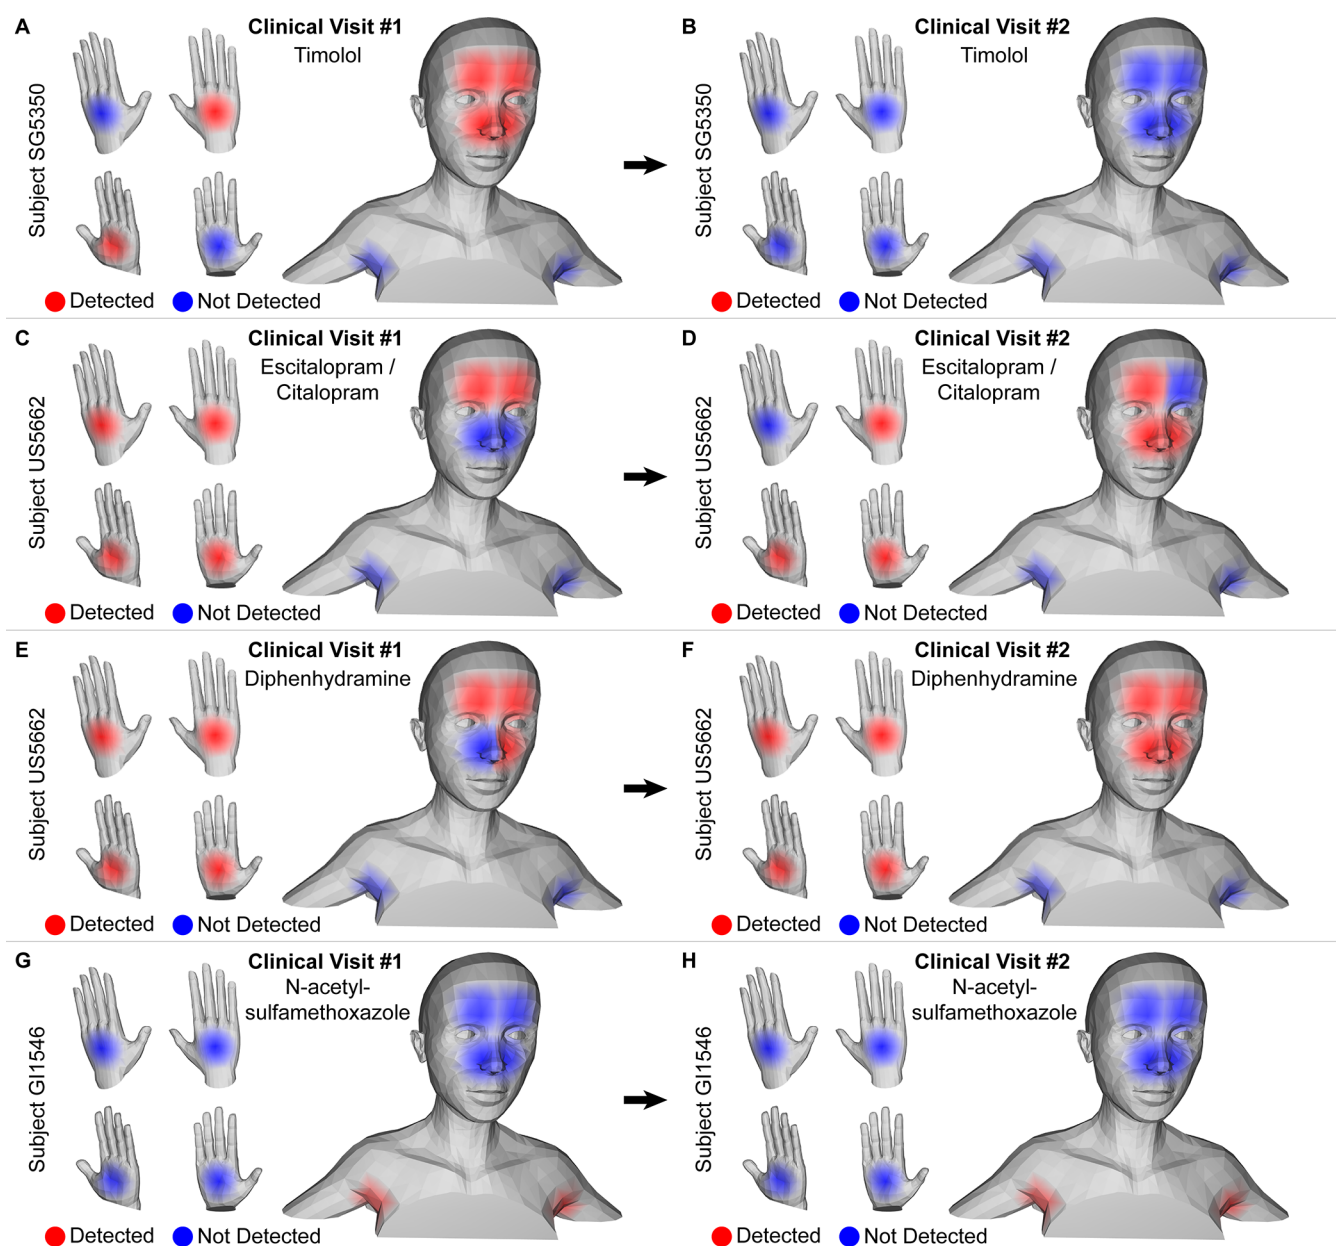 A
Clinical Visit #1
Timolol
Subject SG5350
Detected
Not Detected
B
Clinical Visit #2
Timolol
Subject SG5350
Detected
Not Detected
C
Clinical Visit #1
Escitalopram /
Citalopram
Subject US5662
Detected
Not Detected
D
Clinical Visit #2
Escitalopram /
Citalopram
Subject US5662
Detected
Not Detected
E
Clinical Visit #1
Diphenhydramine
Subject US5662
Detected
Not Detected
F
Clinical Visit #2
Diphenhydramine
Subject US5662
Detected
Not Detected
G
Clinical Visit #1
N-acetyl-
sulfamethoxazole
Subject GI1546
Detected
Not Detected
H
Clinical Visit #2
N-acetyl-
sulfamethoxazole
Subject GI1546
Detected
Not Detected